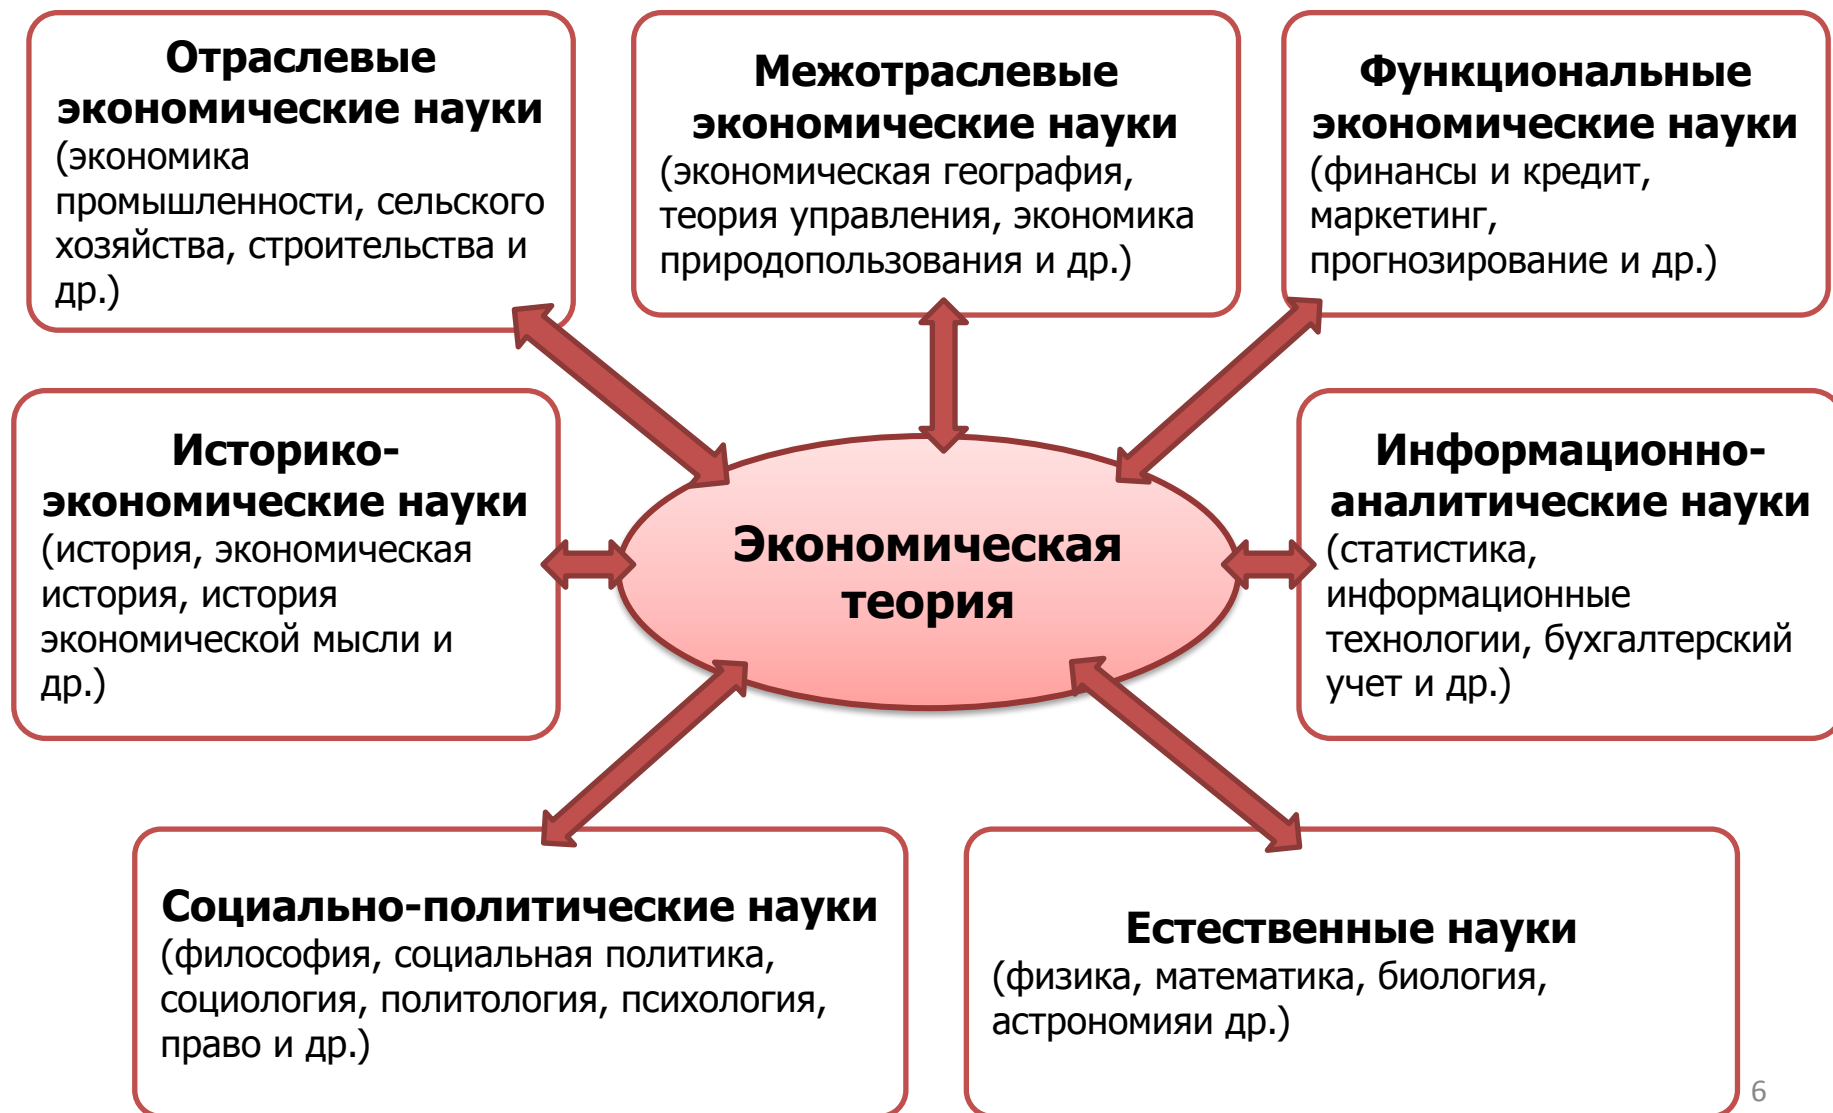 Отраслевые
экономические науки
(экономика
промышленности, сельского
хозяйства, строительства и
др.)
Межотраслевые
экономические науки
(экономическая география,
теория управления, экономика
природопользования и др.)
Функциональные
экономические науки
(финансы и кредит,
маркетинг,
прогнозирование и др.)
Историко-
экономические науки
(история, экономическая
история, история
экономической мысли и
др.)
Экономическая
теория
Информационно-
аналитические науки
(статистика,
информационные
технологии, бухгалтерский
учет и др.)
Социально-политические науки
(философия, социальная политика,
социология, политология, психология,
право и др.)
Естественные науки
(физика, математика, биология,
астрономияи др.)
6